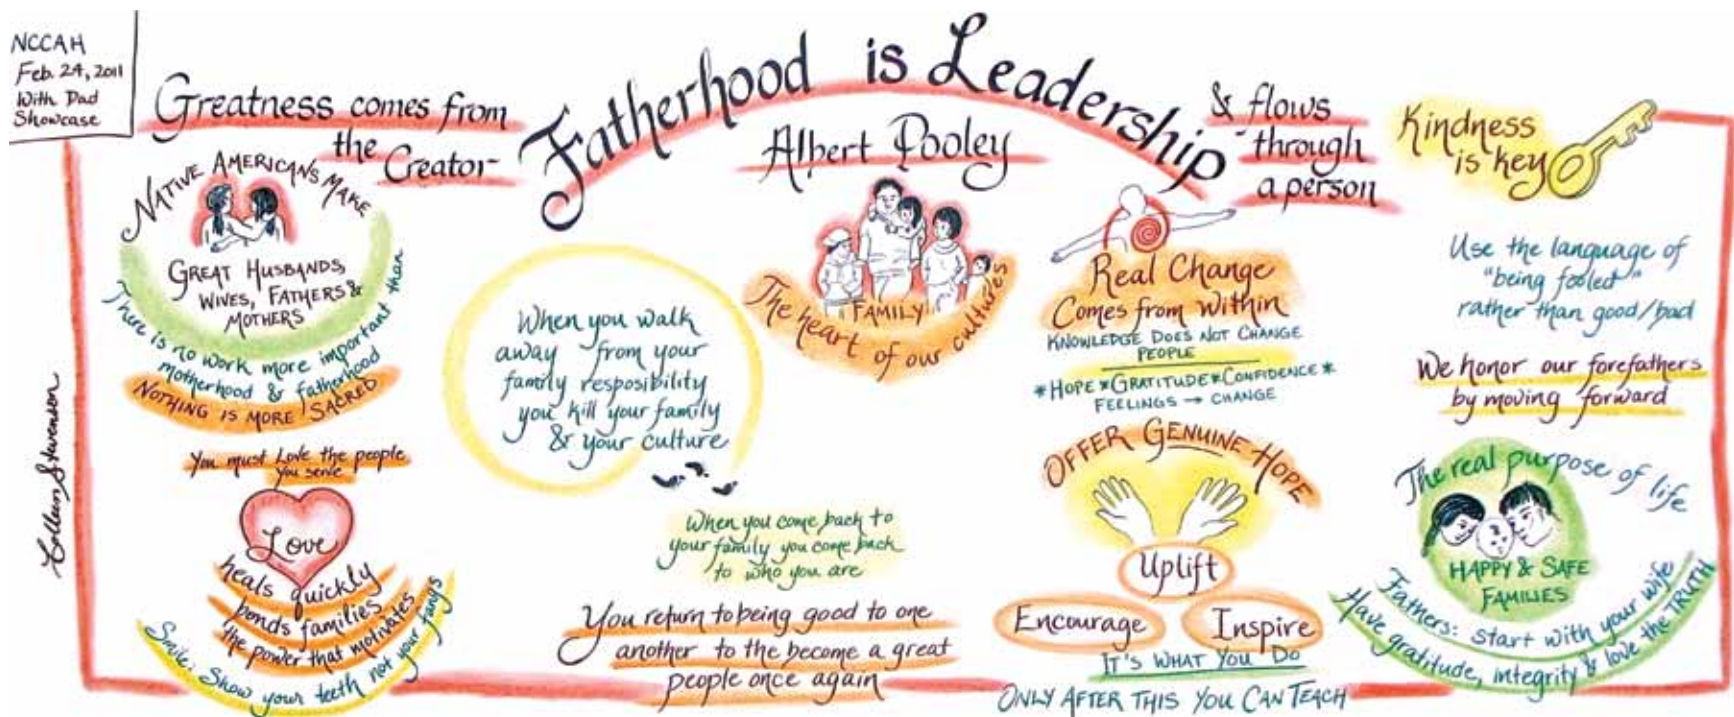 NCCAH
Feb. 24, 2011
With Dad
Showcase
Fatherhood is Leadership
Albert Pooley
Greatness comes from
the Creator
& flows
through
a person
Kindness
is key
NATIVE AMERICANS MAKE
GREAT HUSBANDS,
WIVES, FATHERS &
MOTHERS
There is no work more important than
motherhood & fatherhood
NOTHING IS MORE SACRED
You must Love the people
you serve
Love
heals quickly
bonds families
the power that motivates
Smile: Show your teeth not your fangs
When you walk
away from your
family resposibility
you kill your family
& your culture
When you come back to
your family you come back
to who you are
You return to being good to one
another to the become a great
people once again
FAMILY
The heart of our cultures
Real Change
Comes from Within
KNOWLEDGE DOES NOT CHANGE
PEOPLE
*HOPE*GRATITUDE*CONFIDENCE*
FEELINGS → CHANGE
OFFER GENUINE HOPE
Uplift
Encourage
Inspire
IT'S WHAT YOU DO
ONLY AFTER THIS YOU CAN TEACH
Use the language of
"being fooled"
rather than good/bad
We honor our forefathers
by moving forward
The real purpose of life
HAPPY & SAFE
FAMILIES
Fathers: start with your wife
Have gratitude, integrity & love the TRUTH
Colleen Stevenson